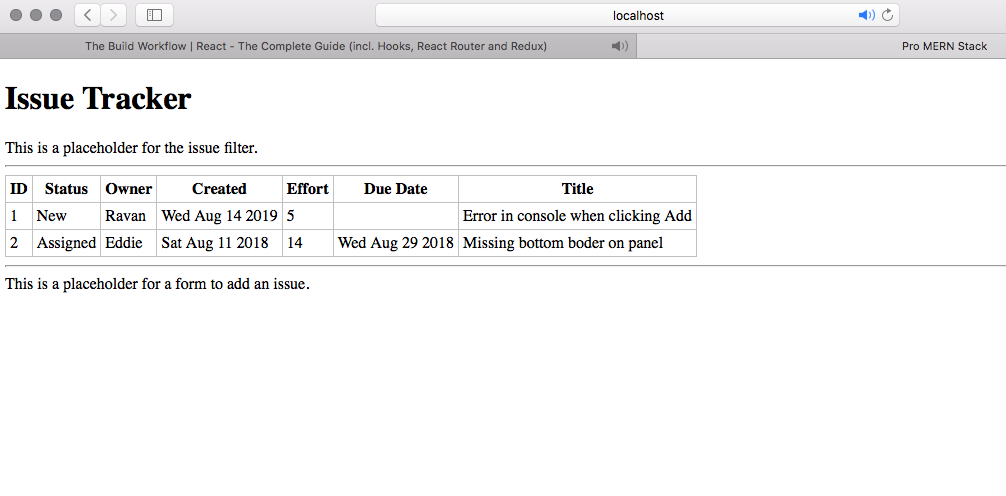 localhost
The Build Workflow | React - The Complete Guide (incl. Hooks, React Router and Redux)
Pro MERN Stack
Issue Tracker
This is a placeholder for the issue filter.
ID Status Owner Created Effort Due Date Title
1 New Ravan Wed Aug 14 2019 5 Error in console when clicking Add
2 Assigned Eddie Sat Aug 11 2018 14 Wed Aug 29 2018 Missing bottom boder on panel
This is a placeholder for a form to add an issue.